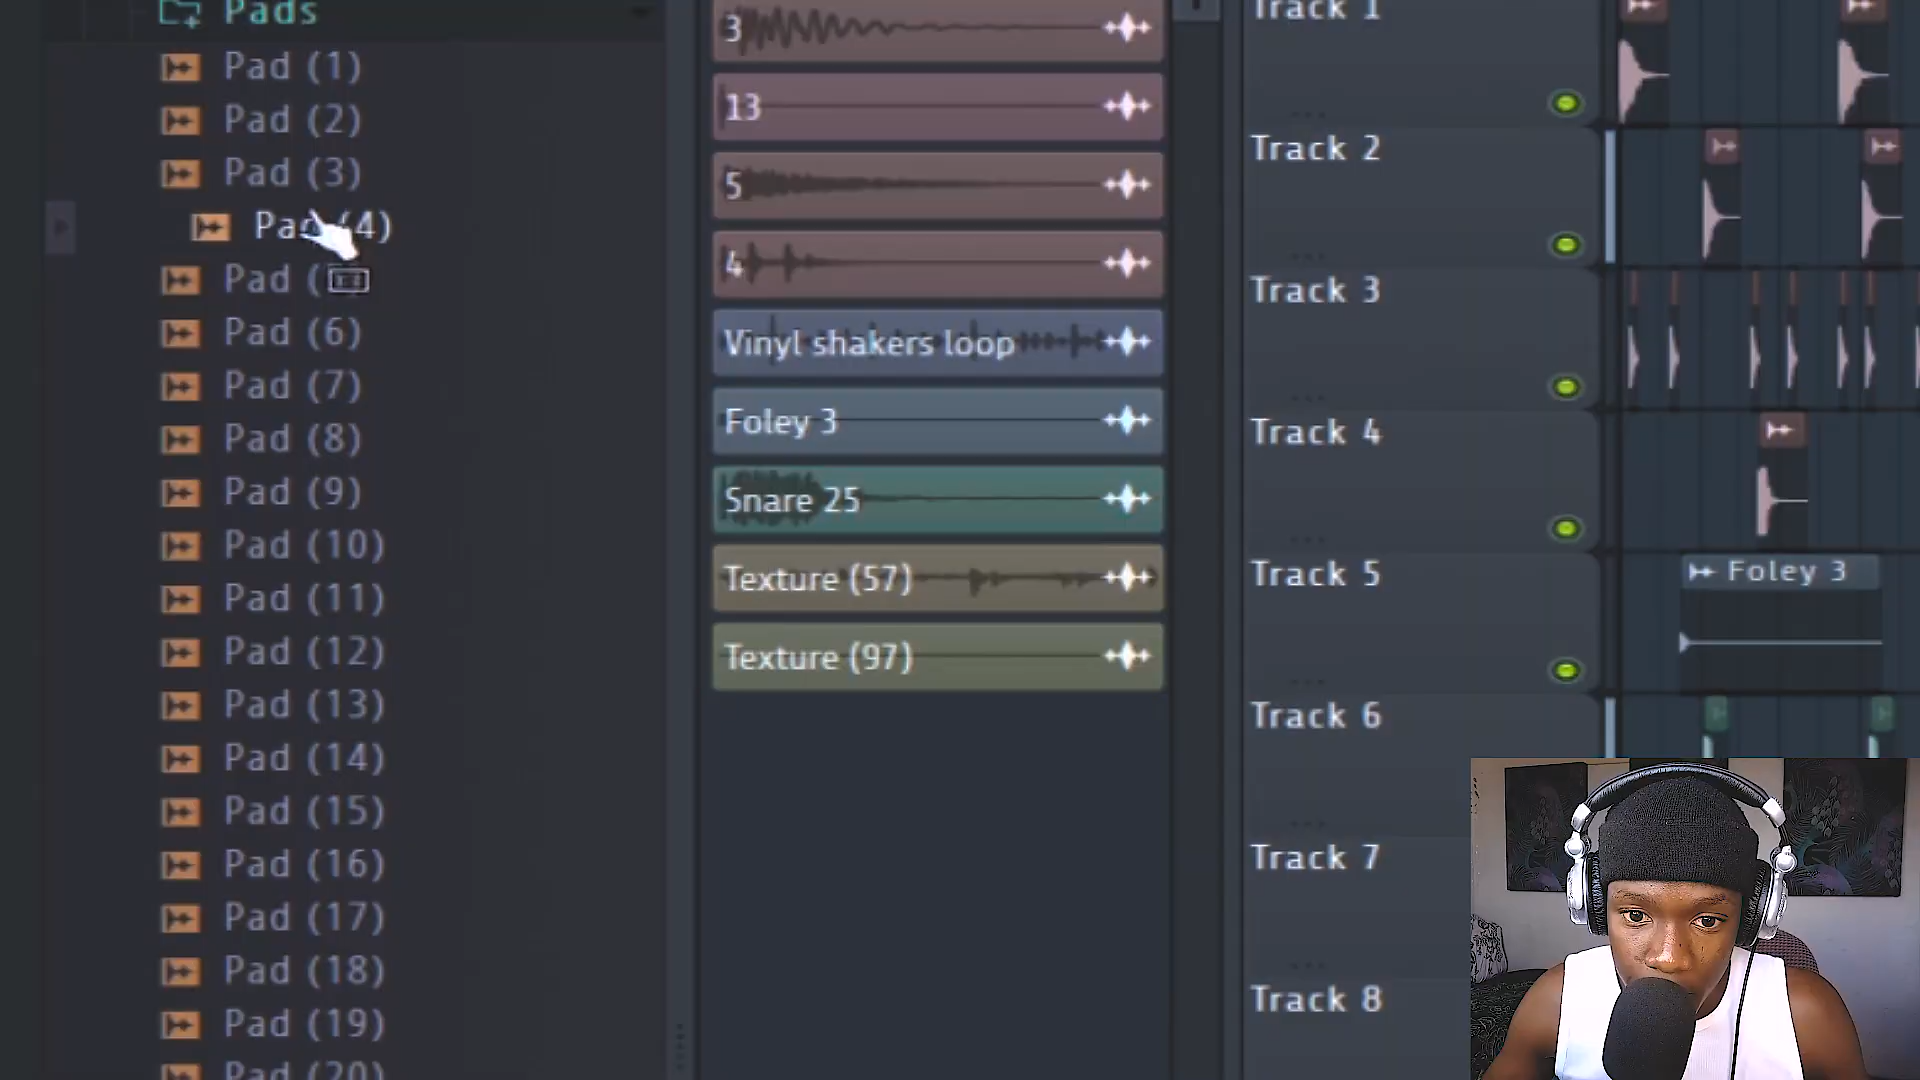 Pads
Pad (1)
Pad (2)
Pad (3)
Pad (4)
Pad
Pad (6)
Pad (7)
Pad (8)
Pad (9)
Pad (10)
Pad (11)
Pad (12)
Pad (13)
Pad (14)
Pad (15)
Pad (16)
Pad (17)
Pad (18)
Pad (19)
Pad (20)
3
13
5
4
Vinyl shakers loop
Foley 3
Snare 25
Texture (57)
Texture (97)
Track 1
Track 2
Track 3
Track 4
Track 5
Foley 3
Track 6
Track 7
Track 8